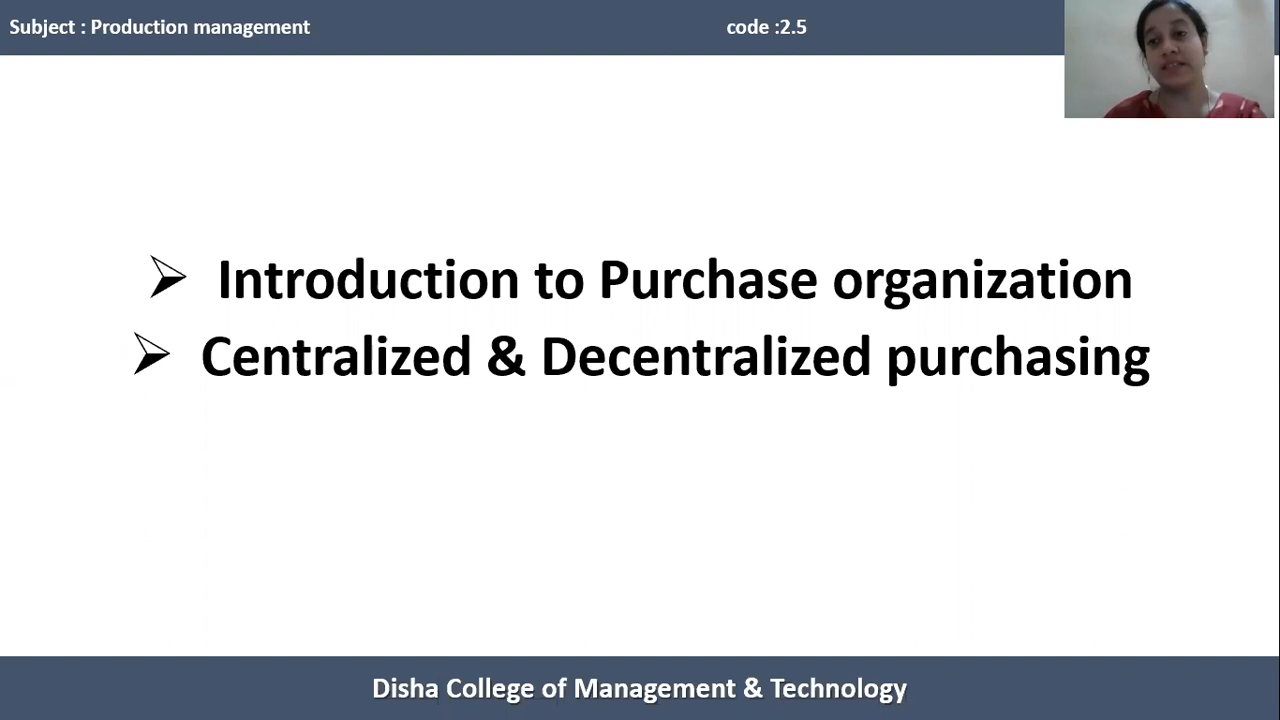 Subject : Production management code :2.5
➢ Introduction to Purchase organization
➢ Centralized & Decentralized purchasing
Disha College of Management & Technology